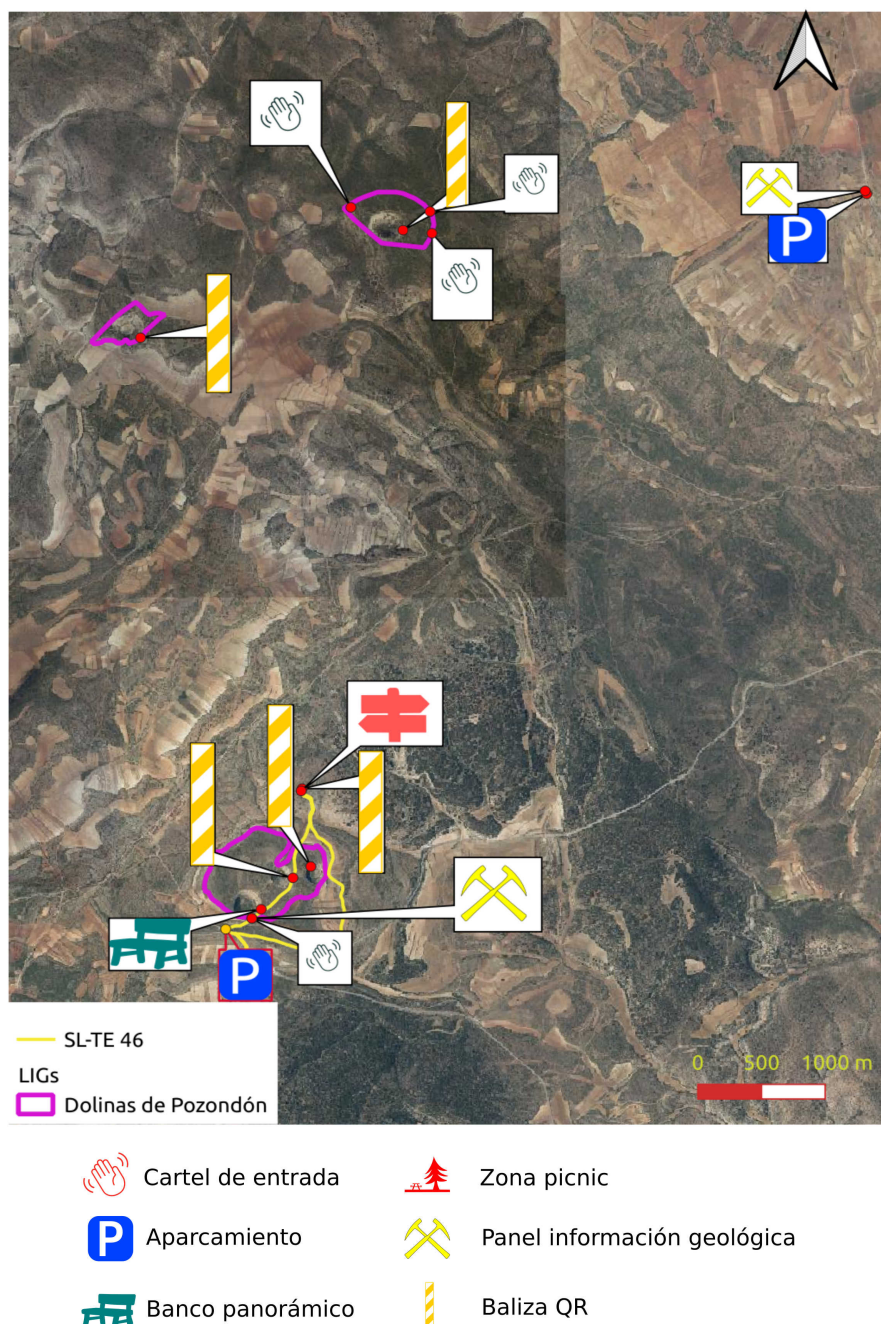 P
P
SL-TE 46
LIGs
Dolinas de Pozondón
0 500 1000 m
Cartel de entrada
Zona picnic
P Aparcamiento
Panel información geológica
Banco panorámico
Baliza QR